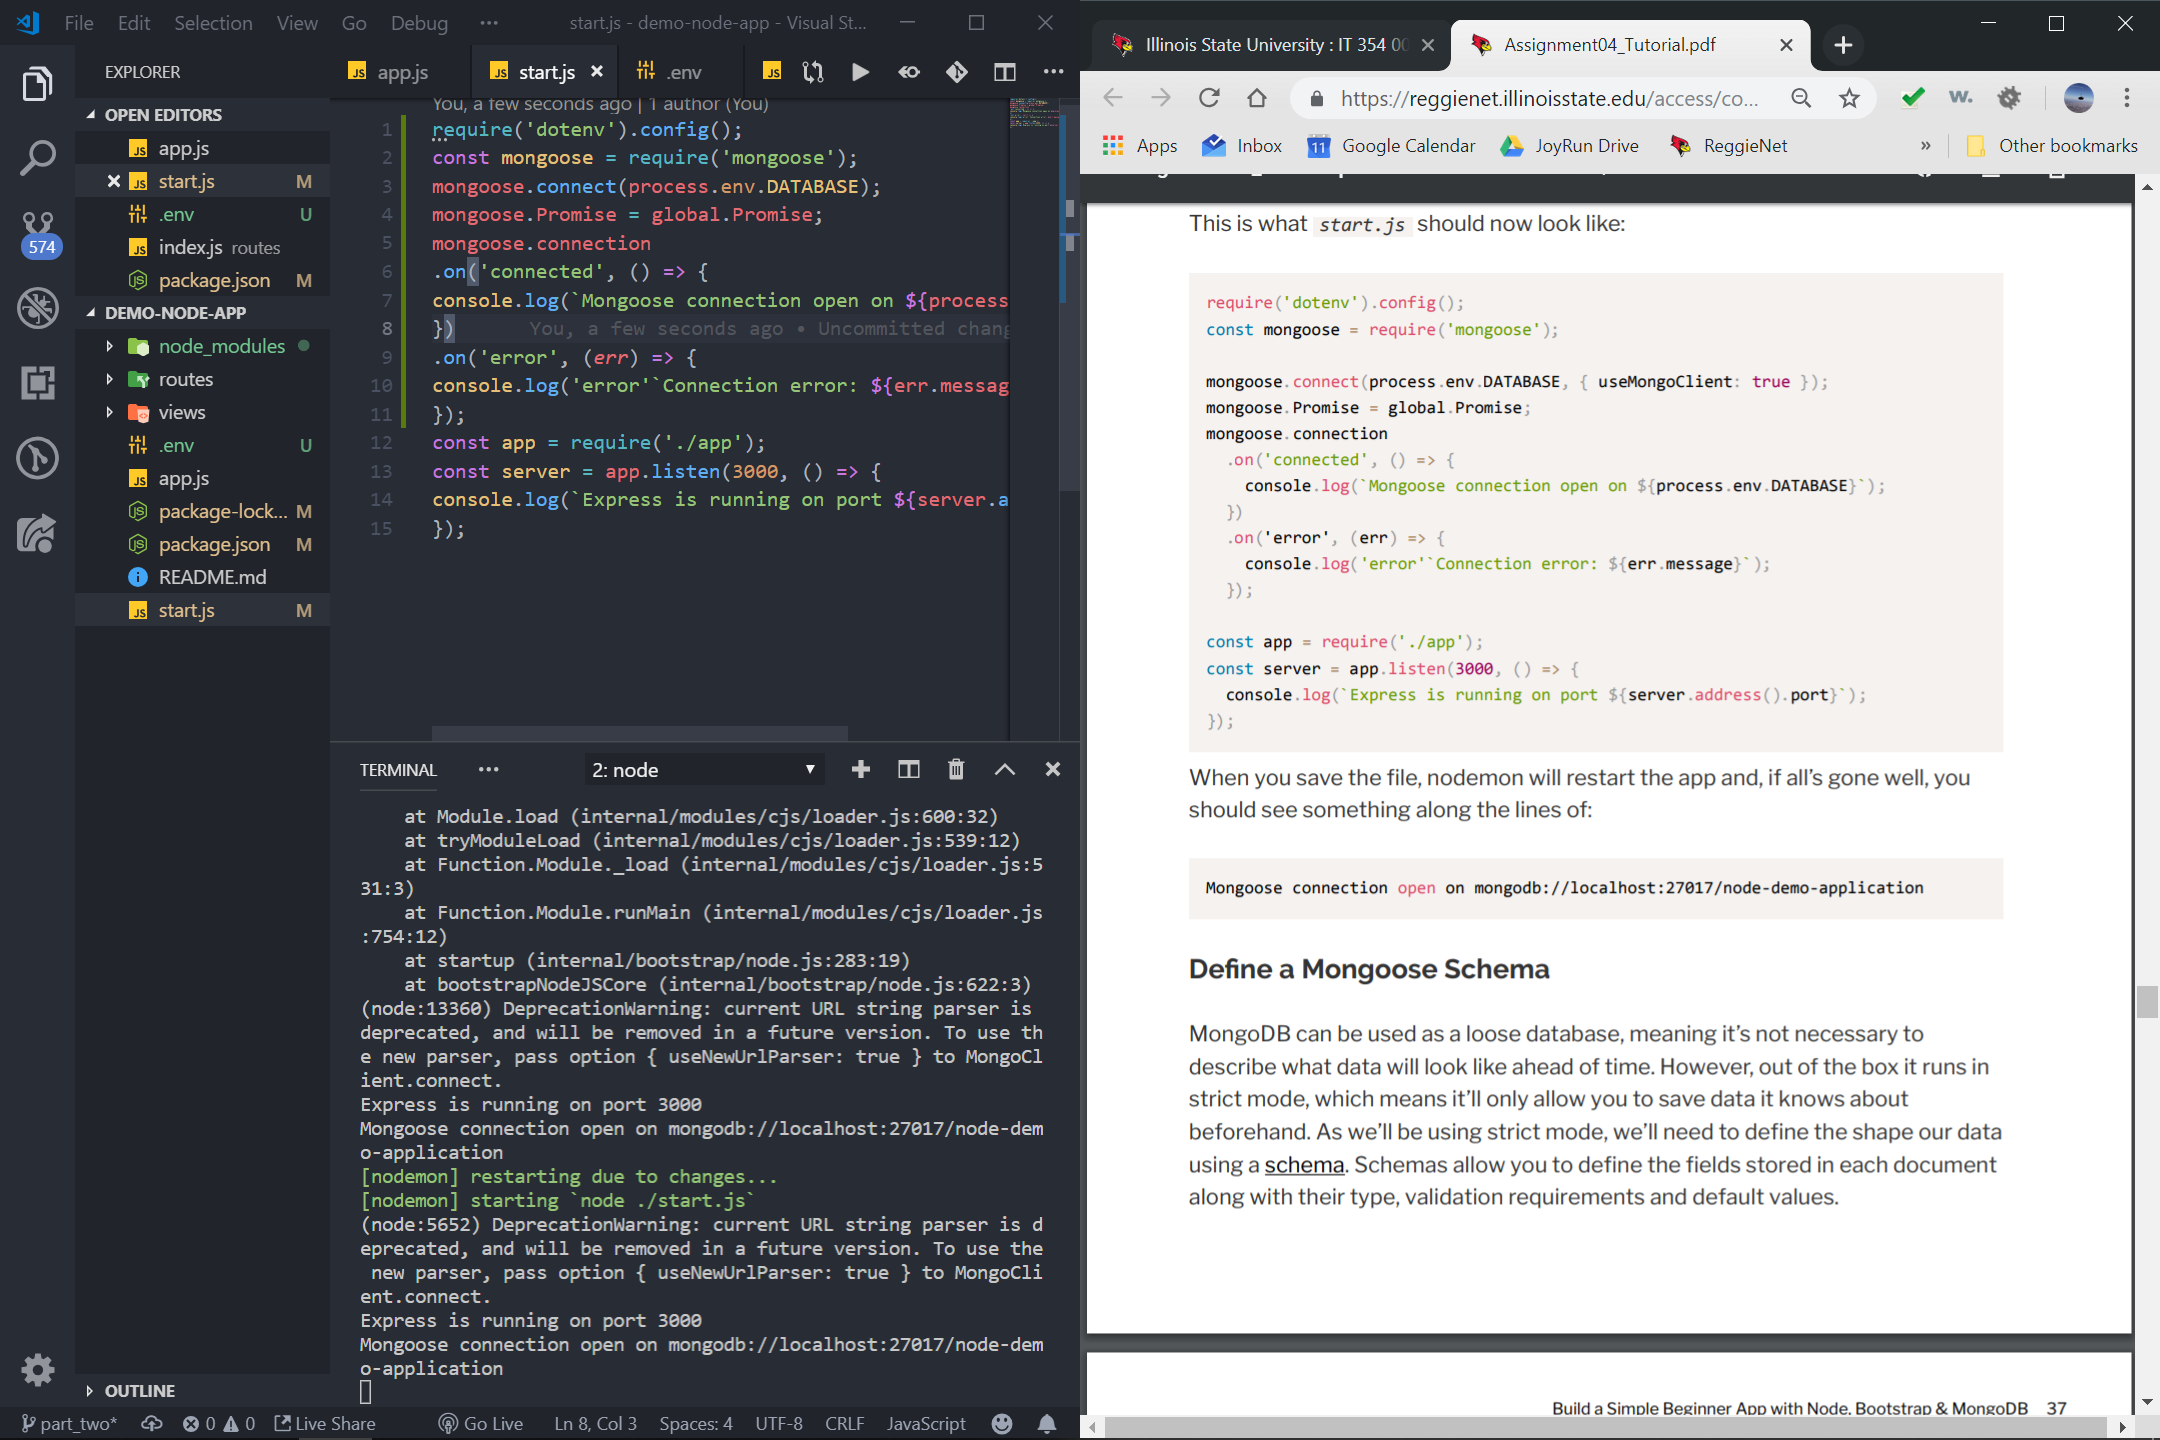 File Edit Selection View Go Debug ··· start.js - demo-node-app - Visual St...
EXPLORER
OPEN EDITORS
app.js
start.js M
.env U
index.js routes
package.json M
DEMO-NODE-APP
node_modules
routes
views
.env U
app.js
package-lock... M
package.json M
README.md
start.js M
OUTLINE
574
app.js start.js .env
You, a few seconds ago | 1 author (You)
1 require('dotenv').config();
2 const mongoose = require('mongoose');
3 mongoose.connect(process.env.DATABASE);
4 mongoose.Promise = global.Promise;
5 mongoose.connection
6 .on('connected', () => {
7 console.log(`Mongoose connection open on ${process
8 }) You, a few seconds ago • Uncommitted chang
9 .on('error', (err) => {
10 console.log('error'`Connection error: ${err.messag
11 });
12 const app = require('./app');
13 const server = app.listen(3000, () => {
14 console.log(`Express is running on port ${server.a
15 });
TERMINAL ··· 2: node
at Module.load (internal/modules/cjs/loader.js:600:32)
at tryModuleLoad (internal/modules/cjs/loader.js:539:12)
at Function.Module._load (internal/modules/cjs/loader.js:5
31:3)
at Function.Module.runMain (internal/modules/cjs/loader.js
:754:12)
at startup (internal/bootstrap/node.js:283:19)
at bootstrapNodeJSCore (internal/bootstrap/node.js:622:3)
(node:13360) DeprecationWarning: current URL string parser is
deprecated, and will be removed in a future version. To use th
e new parser, pass option { useNewUrlParser: true } to MongoCl
ient.connect.
Express is running on port 3000
Mongoose connection open on mongodb://localhost:27017/node-dem
o-application
[nodemon] restarting due to changes...
[nodemon] starting `node ./start.js`
(node:5652) DeprecationWarning: current URL string parser is d
eprecated, and will be removed in a future version. To use the
new parser, pass option { useNewUrlParser: true } to MongoCli
ent.connect.
Express is running on port 3000
Mongoose connection open on mongodb://localhost:27017/node-dem
o-application
part_two* 0 0 Live Share Go Live Ln 8, Col 3 Spaces: 4 UTF-8 CRLF JavaScript
Illinois State University : IT 354 00 Assignment04_Tutorial.pdf
https://reggienet.illinoisstate.edu/access/co... w.
Apps Inbox 11 Google Calendar JoyRun Drive ReggieNet » Other bookmarks
This is what start.js should now look like:
require('dotenv').config();
const mongoose = require('mongoose');
mongoose.connect(process.env.DATABASE, { useMongoClient: true });
mongoose.Promise = global.Promise;
mongoose.connection
.on('connected', () => {
console.log(`Mongoose connection open on ${process.env.DATABASE}`);
})
.on('error', (err) => {
console.log('error'`Connection error: ${err.message}`);
});
const app = require('./app');
const server = app.listen(3000, () => {
console.log(`Express is running on port ${server.address().port}`);
});
When you save the file, nodemon will restart the app and, if all’s gone well, you
should see something along the lines of:
Mongoose connection open on mongodb://localhost:27017/node-demo-application
Define a Mongoose Schema
MongoDB can be used as a loose database, meaning it’s not necessary to
describe what data will look like ahead of time. However, out of the box it runs in
strict mode, which means it’ll only allow you to save data it knows about
beforehand. As we’ll be using strict mode, we’ll need to define the shape our data
using a schema. Schemas allow you to define the fields stored in each document
along with their type, validation requirements and default values.
Build a Simple Beginner App with Node, Bootstrap & MongoDB 37